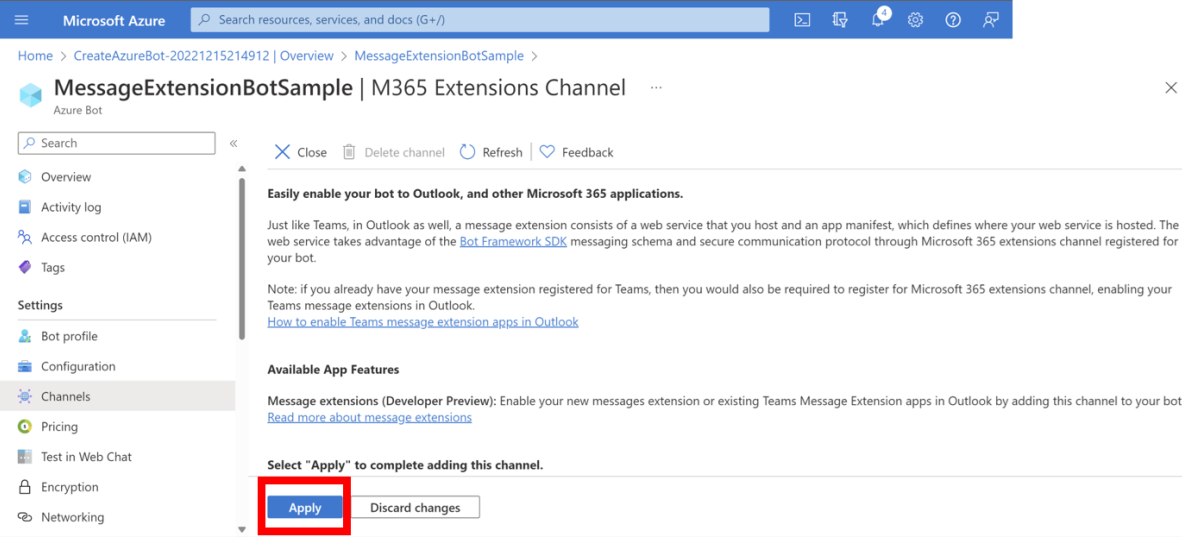 Microsoft Azure
Search resources, services, and docs (G+/)
4
Home > CreateAzureBot-20221215214912 | Overview > MessageExtensionBotSample >
MessageExtensionBotSample | M365 Extensions Channel ...
Azure Bot
Search
«
Overview
Activity log
Access control (IAM)
Tags
Settings
Bot profile
Configuration
Channels
Pricing
Test in Web Chat
Encryption
Networking
Close Delete channel Refresh Feedback
Easily enable your bot to Outlook, and other Microsoft 365 applications.
Just like Teams, in Outlook as well, a message extension consists of a web service that you host and an app manifest, which defines where your web service is hosted. The
web service takes advantage of the Bot Framework SDK messaging schema and secure communication protocol through Microsoft 365 extensions channel registered for
your bot.
Note: if you already have your message extension registered for Teams, then you would also be required to register for Microsoft 365 extensions channel, enabling your
Teams message extensions in Outlook.
How to enable Teams message extension apps in Outlook
Available App Features
Message extensions (Developer Preview): Enable your new messages extension or existing Teams Message Extension apps in Outlook by adding this channel to your bot
Read more about message extensions
Select "Apply" to complete adding this channel.
Apply Discard changes